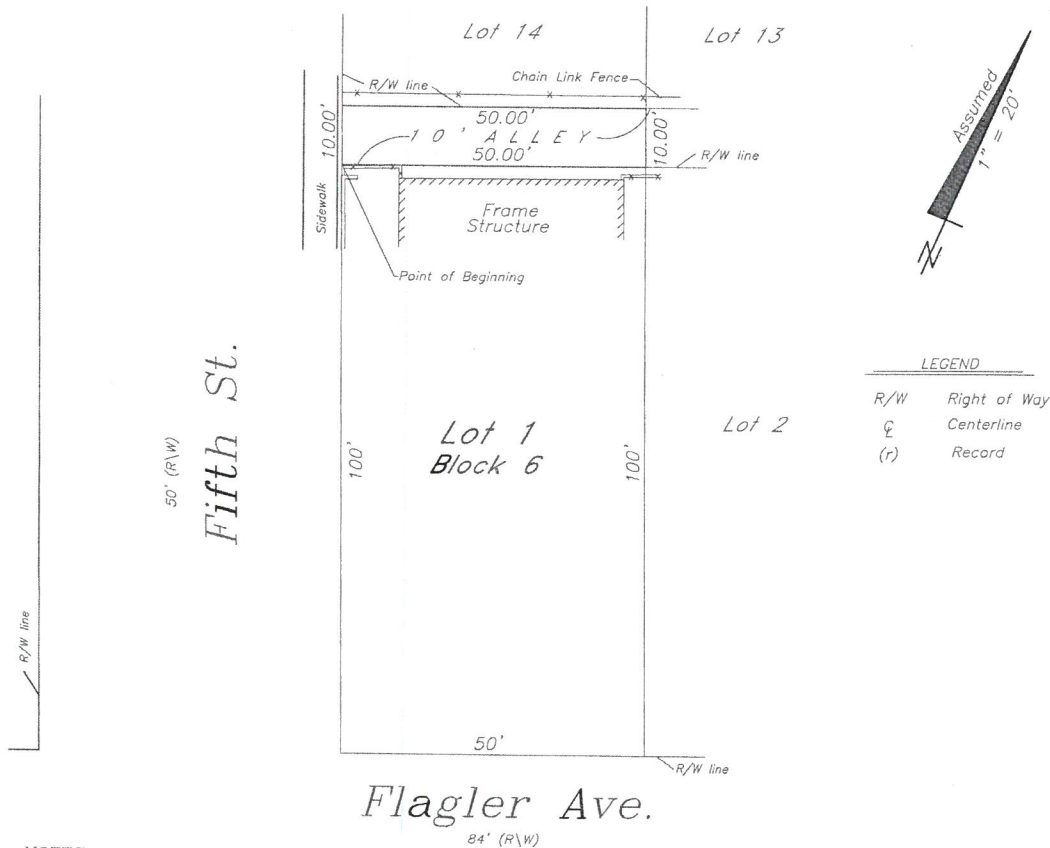 Lot 14
Lot 13
R/W line
Chain Link Fence
50.00'
10.00'
10' ALLEY
10.00'
50.00'
R/W line
Sidewalk
Frame
Structure
Point of Beginning
Assumed
1" = 20'
N
Fifth St.
50' (R\W)
R/W line
100'
Lot 1
Block 6
100'
Lot 2
LEGEND
R/W Right of Way
℄ Centerline
(r) Record
50'
R/W line
Flagler Ave.
84' (R\W)